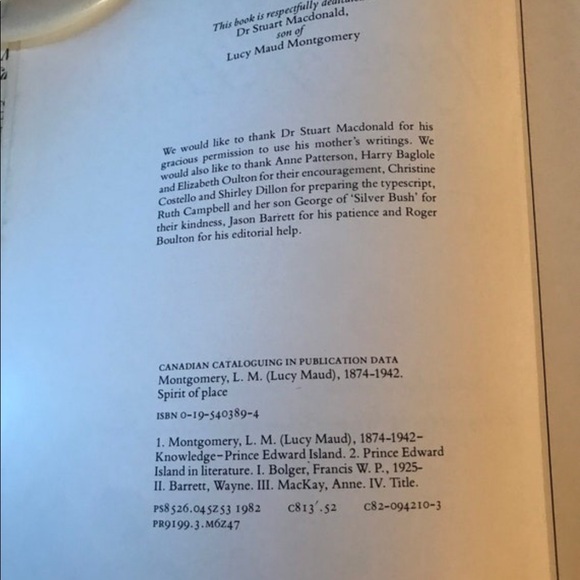 This book is respectfully dedicated
Dr Stuart Macdonald,
son of
Lucy Maud Montgomery
We would like to thank Dr Stuart Macdonald for his
gracious permission to use his mother's writings. We
would also like to thank Anne Patterson, Harry Baglole
and Elizabeth Oulton for their encouragement, Christine
Costello and Shirley Dillon for preparing the typescript,
Ruth Campbell and her son George of 'Silver Bush' for
their kindness, Jason Barrett for his patience and Roger
Boulton for his editorial help.
CANADIAN CATALOGUING IN PUBLICATION DATA
Montgomery, L. M. (Lucy Maud), 1874-1942.
Spirit of place
ISBN 0-19-540389-4
1. Montgomery, L. M. (Lucy Maud), 1874-1942–
Knowledge–Prince Edward Island. 2. Prince Edward
Island in literature. I. Bolger, Francis W. P., 1925-
II. Barrett, Wayne. III. MacKay, Anne. IV. Title.
PS8526.045Z53 1982 C813'.52 C82-094210-3
PR9199.3.M6Z47